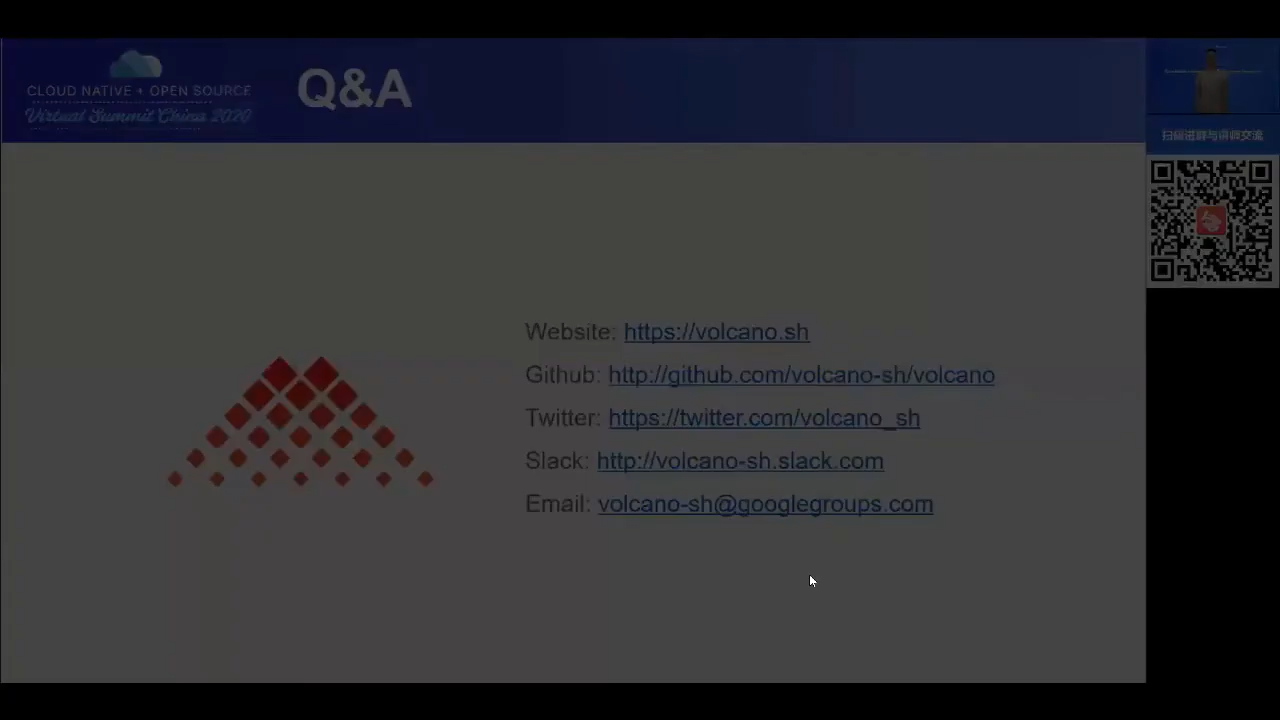 CLOUD NATIVE + OPEN SOURCE
Virtual Summit China 2020
Q&A
扫码进群与讲师交流
Website: https://volcano.sh
Github: http://github.com/volcano-sh/volcano
Twitter: https://twitter.com/volcano_sh
Slack: http://volcano-sh.slack.com
Email: volcano-sh@googlegroups.com